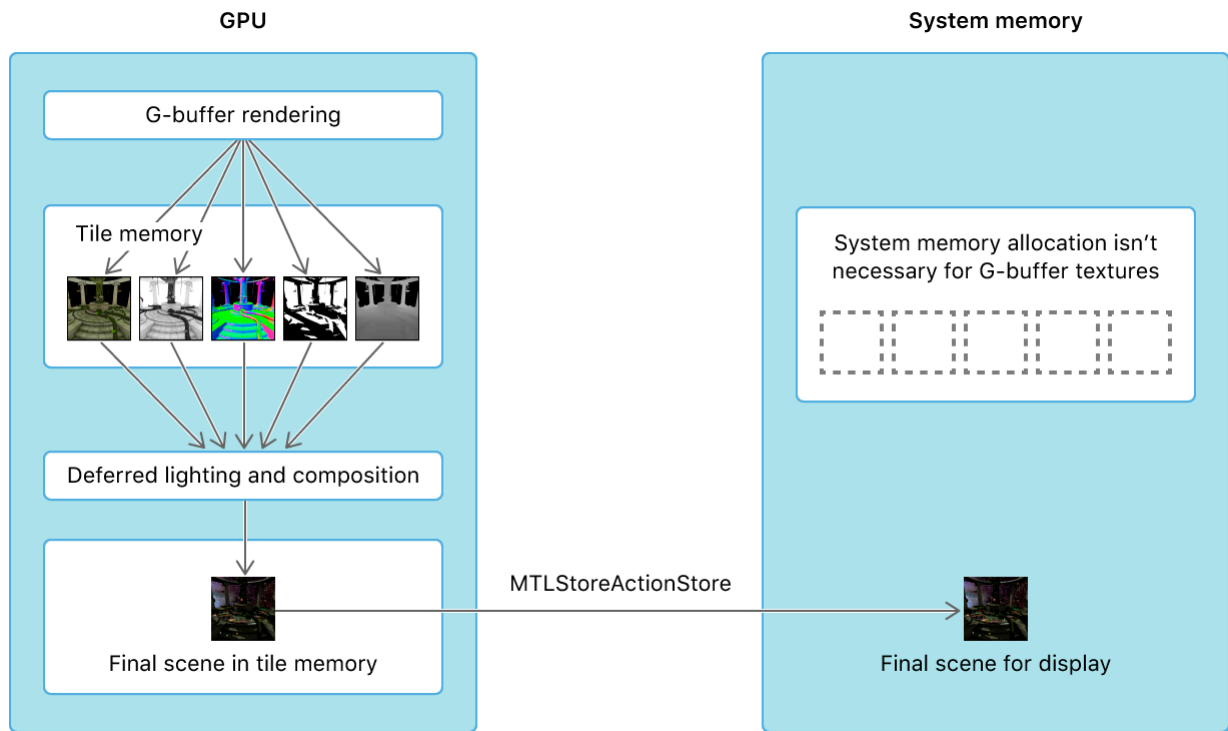 GPU
System memory
G-buffer rendering
Tile memory
System memory allocation isn’t
necessary for G-buffer textures
Deferred lighting and composition
MTLStoreActionStore
Final scene in tile memory
Final scene for display